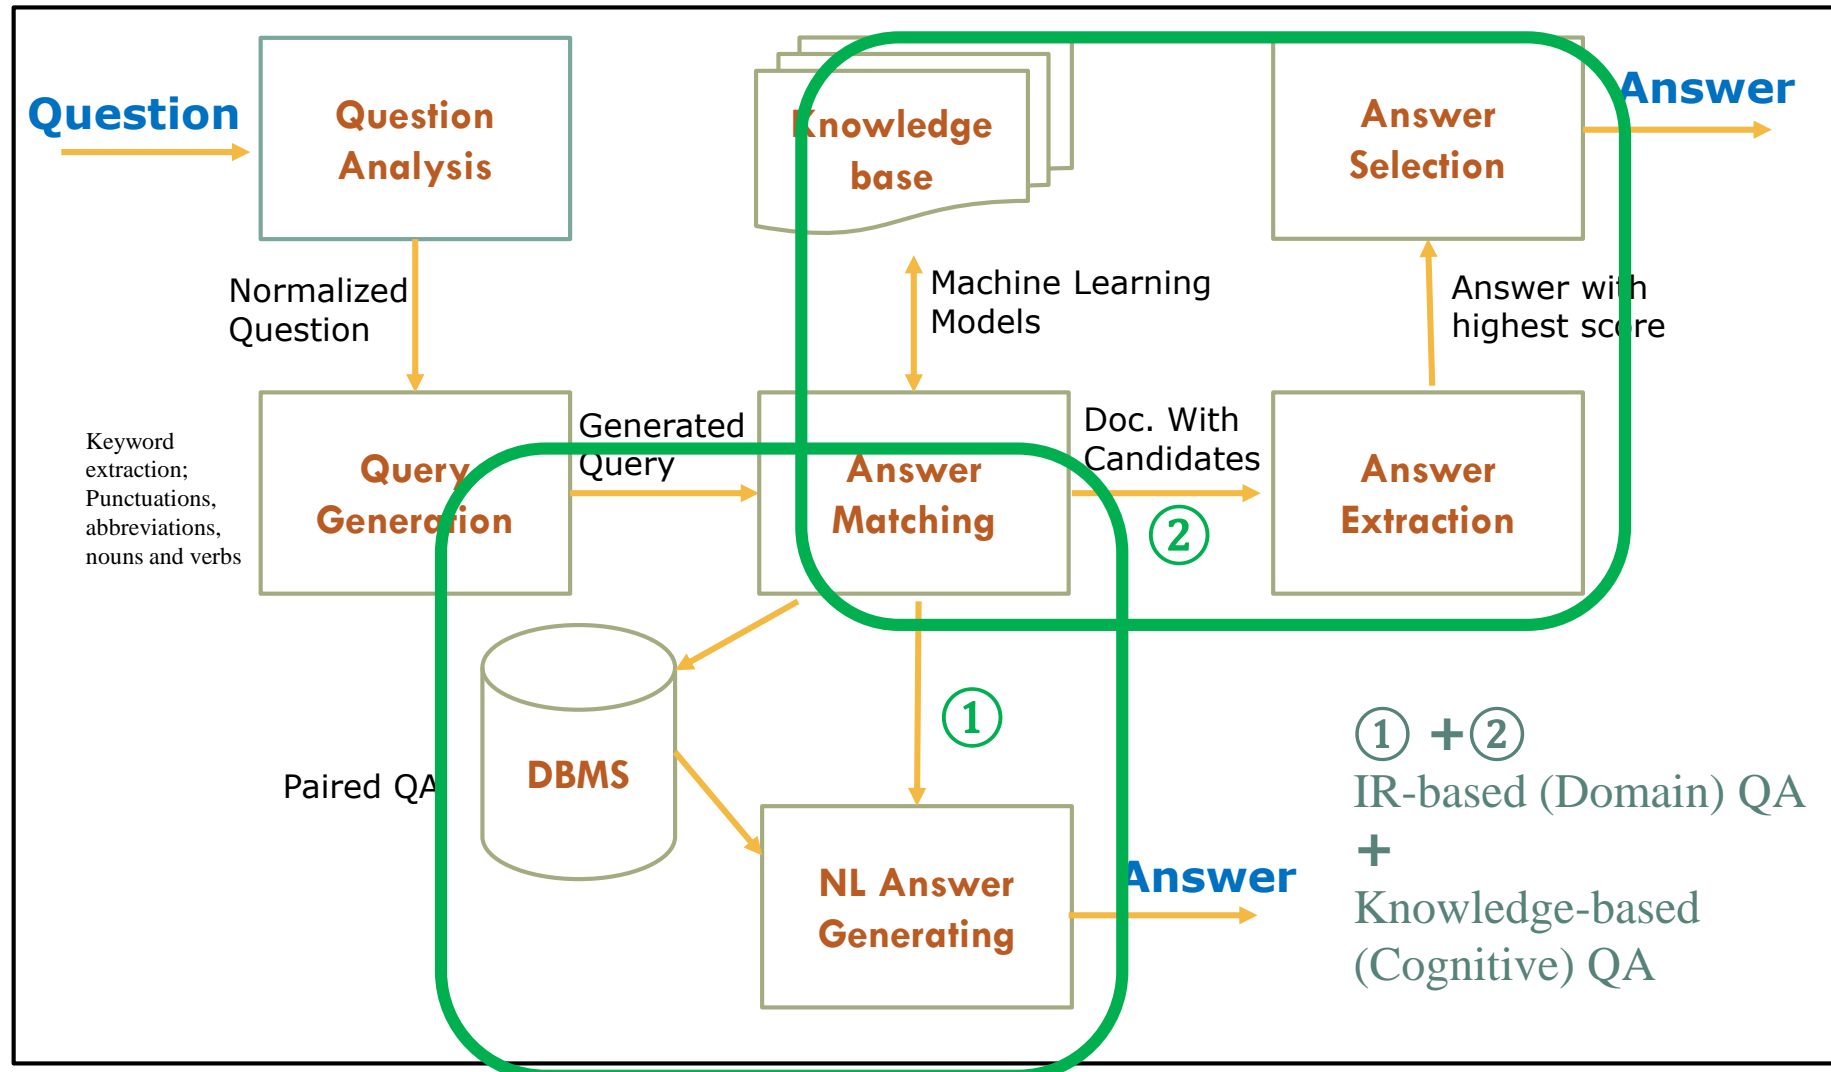 Question
Question
Analysis
Knowledge
base
Answer
Selection
Answer
Normalized
Question
Machine Learning
Models
Answer with
highest score
Keyword
extraction;
Punctuations,
abbreviations,
nouns and verbs
Query
Generation
Generated
Query
Answer
Matching
Doc. With
Candidates
②
Answer
Extraction
Paired QA
DBMS
①
NL Answer
Generating
Answer
① +②
IR-based (Domain) QA
+
Knowledge-based
(Cognitive) QA